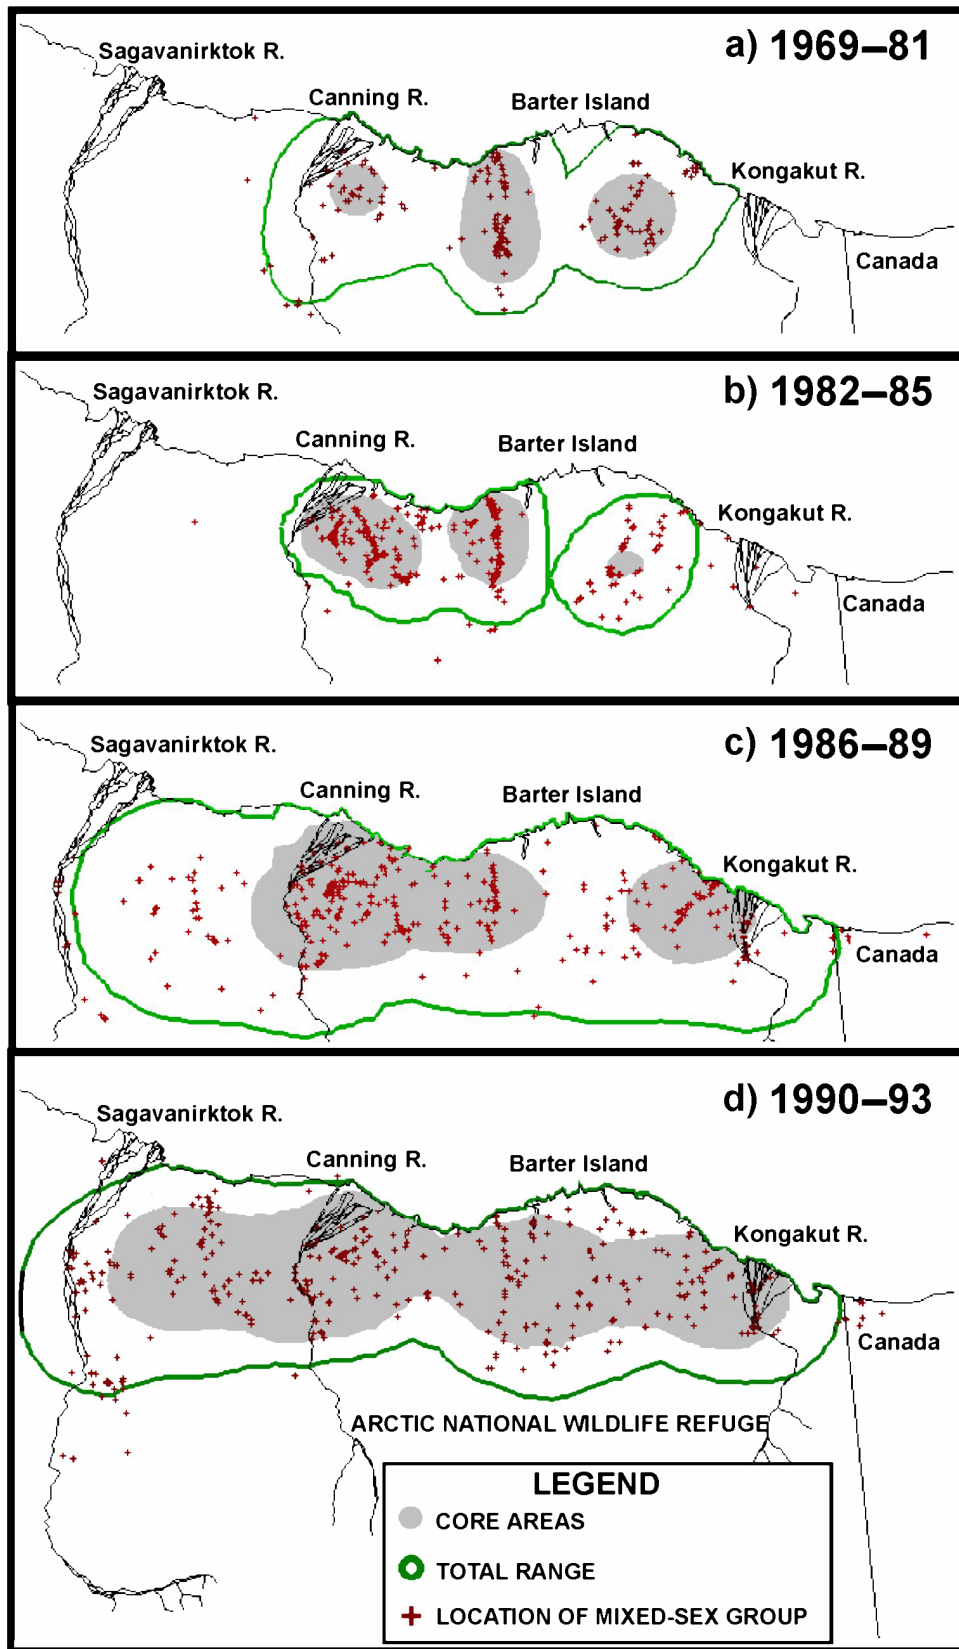 a) 1969–81
Sagavanirktok R.
Canning R.
Barter Island
Kongakut R.
Canada
b) 1982–85
Sagavanirktok R.
Canning R.
Barter Island
Kongakut R.
Canada
c) 1986–89
Sagavanirktok R.
Canning R.
Barter Island
Kongakut R.
Canada
d) 1990–93
Sagavanirktok R.
Canning R.
Barter Island
Kongakut R.
Canada
ARCTIC NATIONAL WILDLIFE REFUGE
LEGEND
CORE AREAS
TOTAL RANGE
LOCATION OF MIXED-SEX GROUP